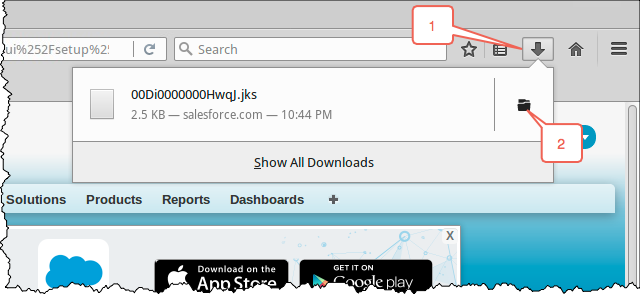 1
ui%252Fsetup%25
Search
00Di0000000HwqJ.jks
2.5 KB — salesforce.com — 10:44 PM
2
Show All Downloads
Solutions Products Reports Dashboards +
X
Download on the
App Store
GET IT ON
Google play